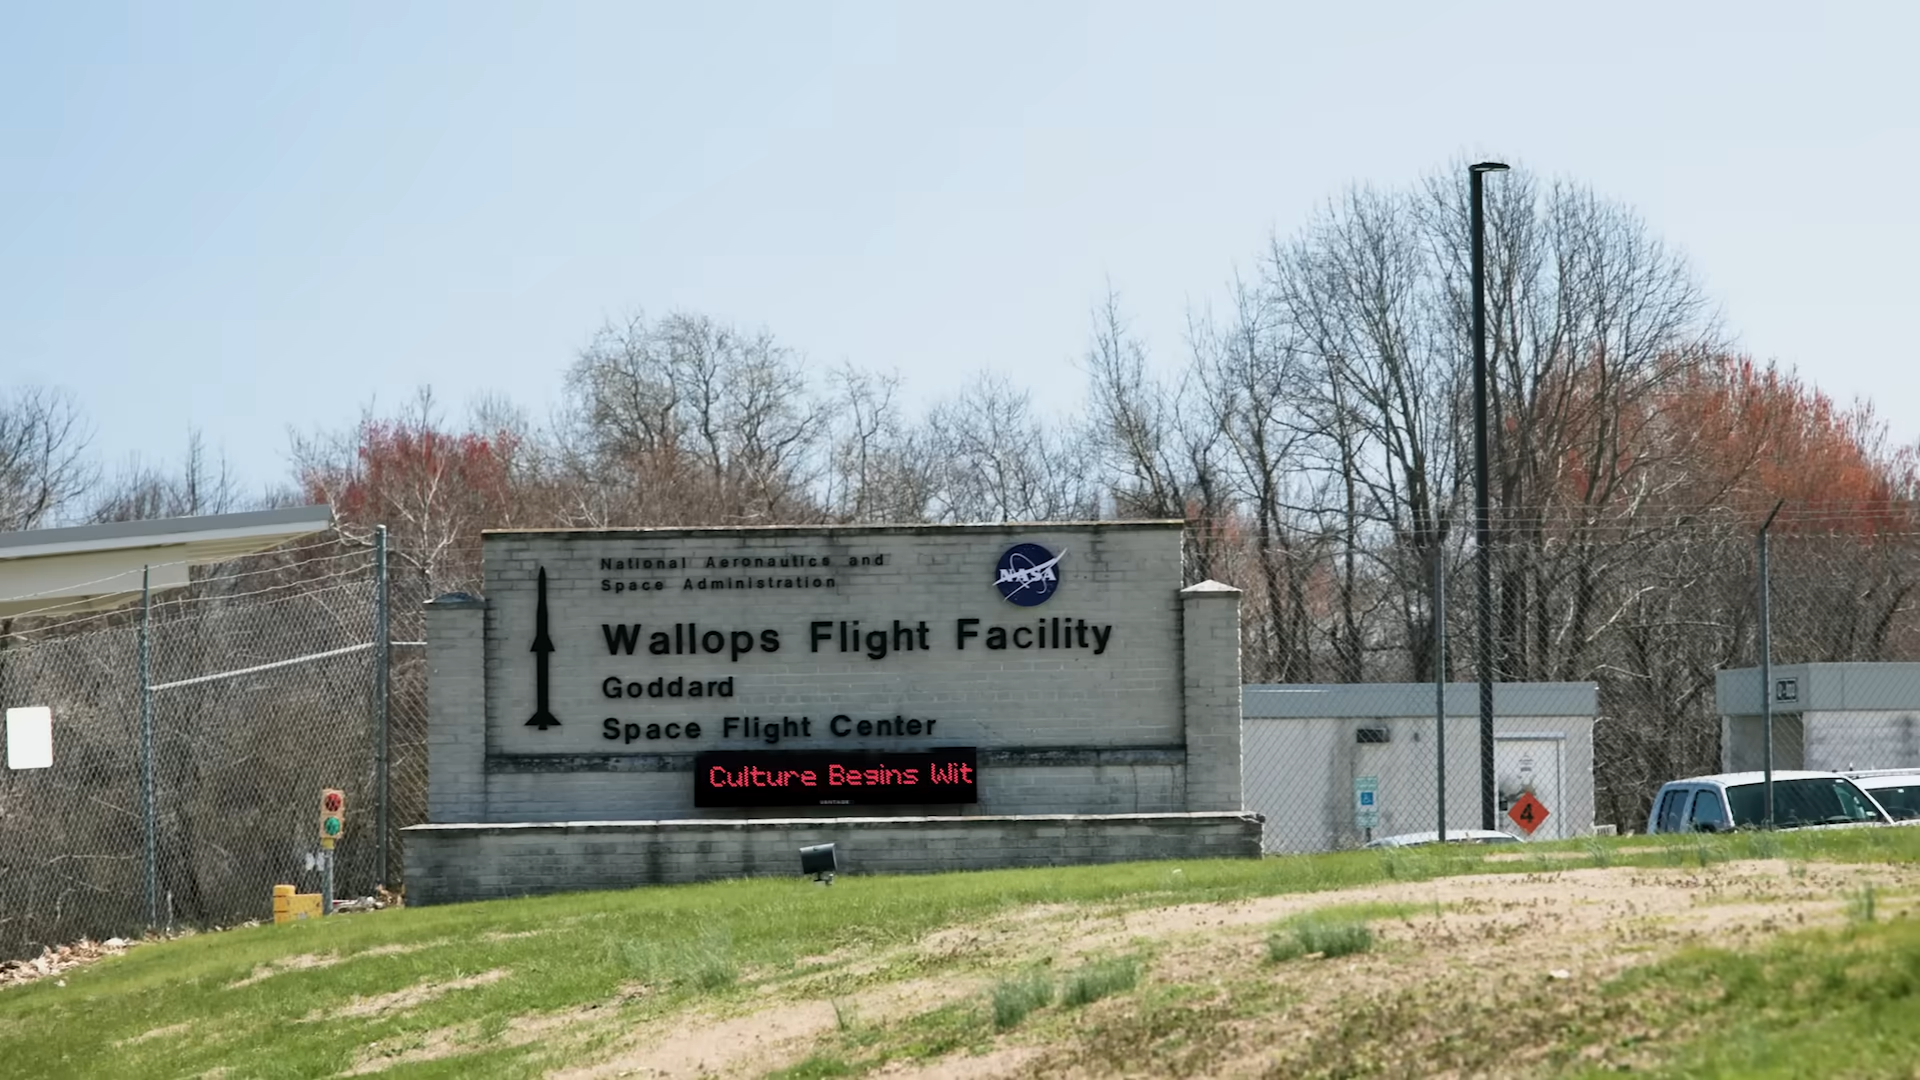 National Aeronautics and
Space Administration
NASA
Wallops Flight Facility
Goddard
Space Flight Center
Culture Begins Wit
4